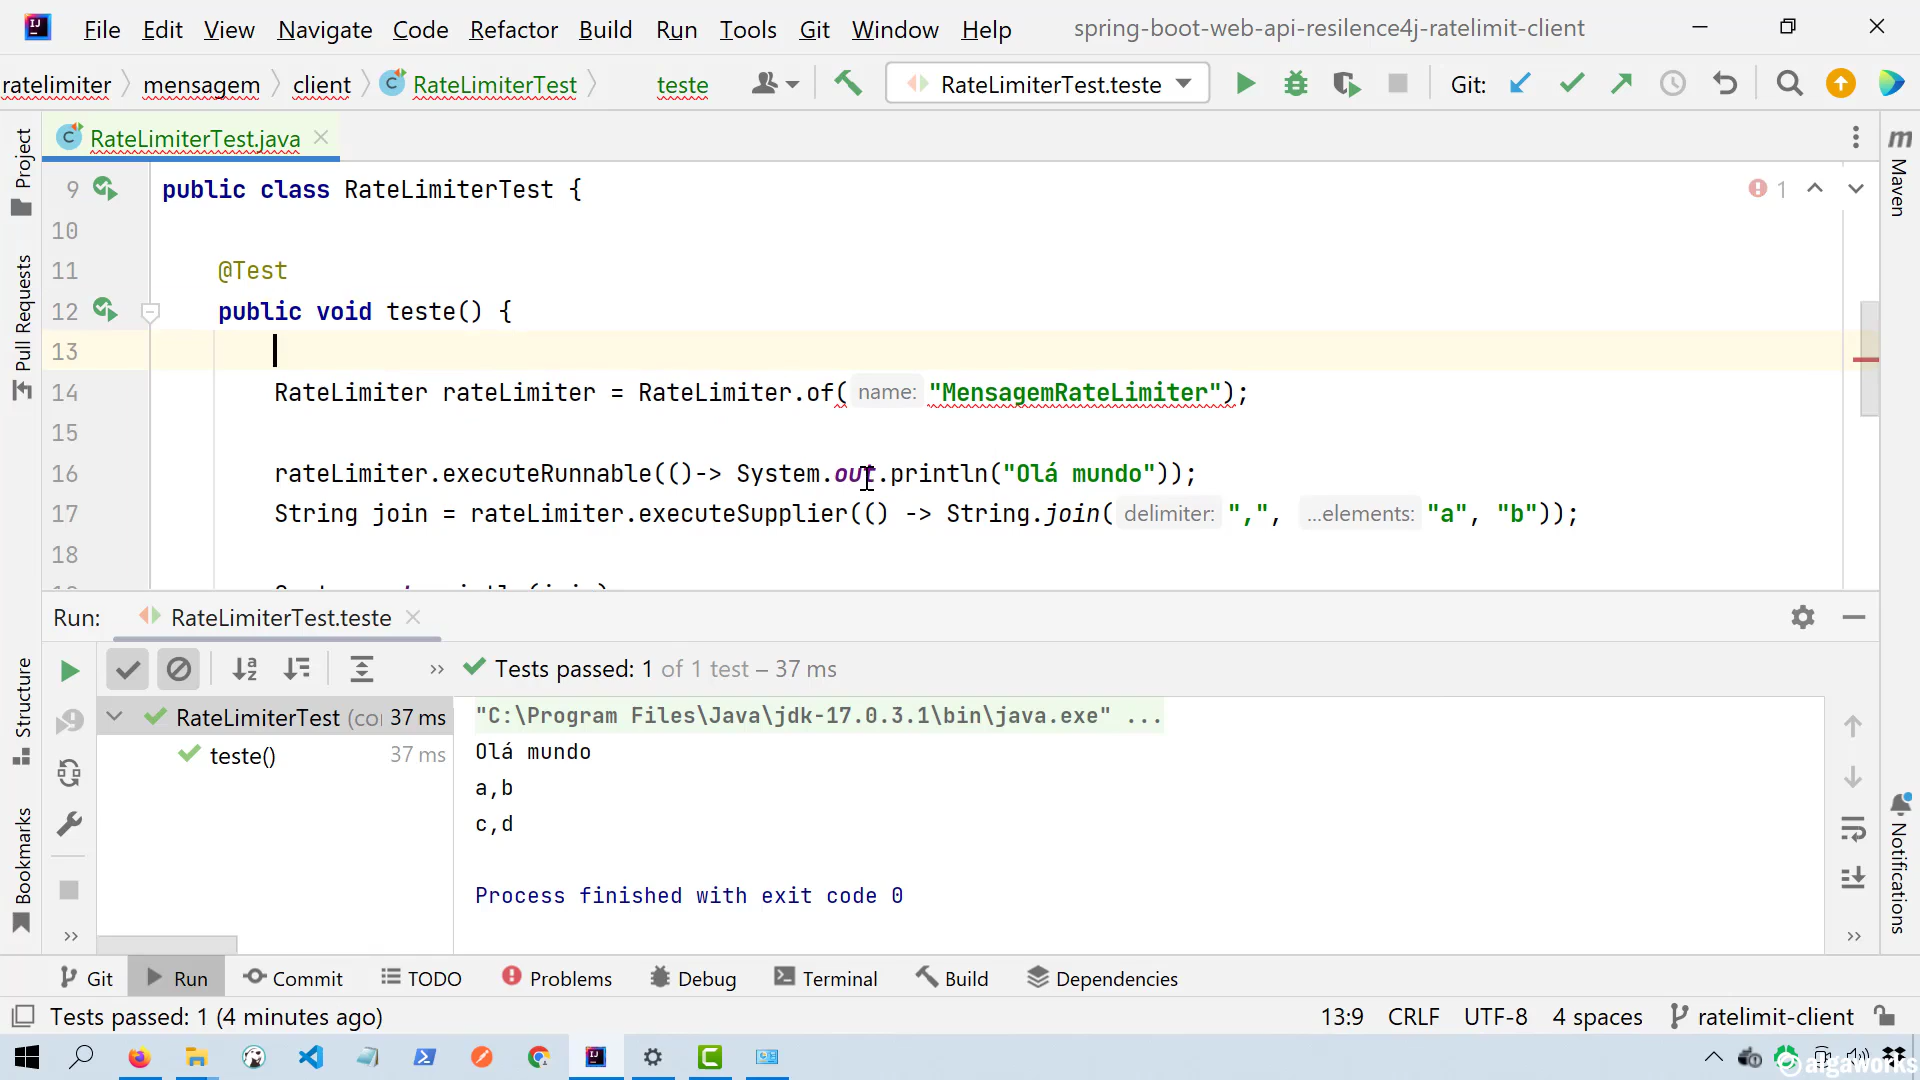 File Edit View Navigate Code Refactor Build Run Tools Git Window Help spring-boot-web-api-resilence4j-ratelimit-client
ratelimiter mensagem client RateLimiterTest teste RateLimiterTest.teste Git:
RateLimiterTest.java
Project
Pull Requests
Structure
Bookmarks
Maven
Notifications
9 public class RateLimiterTest { 1
10
11 @Test
12 public void teste() {
13
14 RateLimiter rateLimiter = RateLimiter.of( name: "MensagemRateLimiter");
15
16 rateLimiter.executeRunnable(()-> System.out.println("Olá mundo"));
17 String join = rateLimiter.executeSupplier(() -> String.join( delimiter: ",", ...elements: "a", "b"));
18
Run: RateLimiterTest.teste
Tests passed: 1 of 1 test – 37 ms
RateLimiterTest (co 37 ms
teste() 37 ms
"C:\Program Files\Java\jdk-17.0.3.1\bin\java.exe" ...
Olá mundo
a,b
c,d
Process finished with exit code 0
Git Run Commit TODO Problems Debug Terminal Build Dependencies
Tests passed: 1 (4 minutes ago) 13:9 CRLF UTF-8 4 spaces ratelimit-client
algaworks